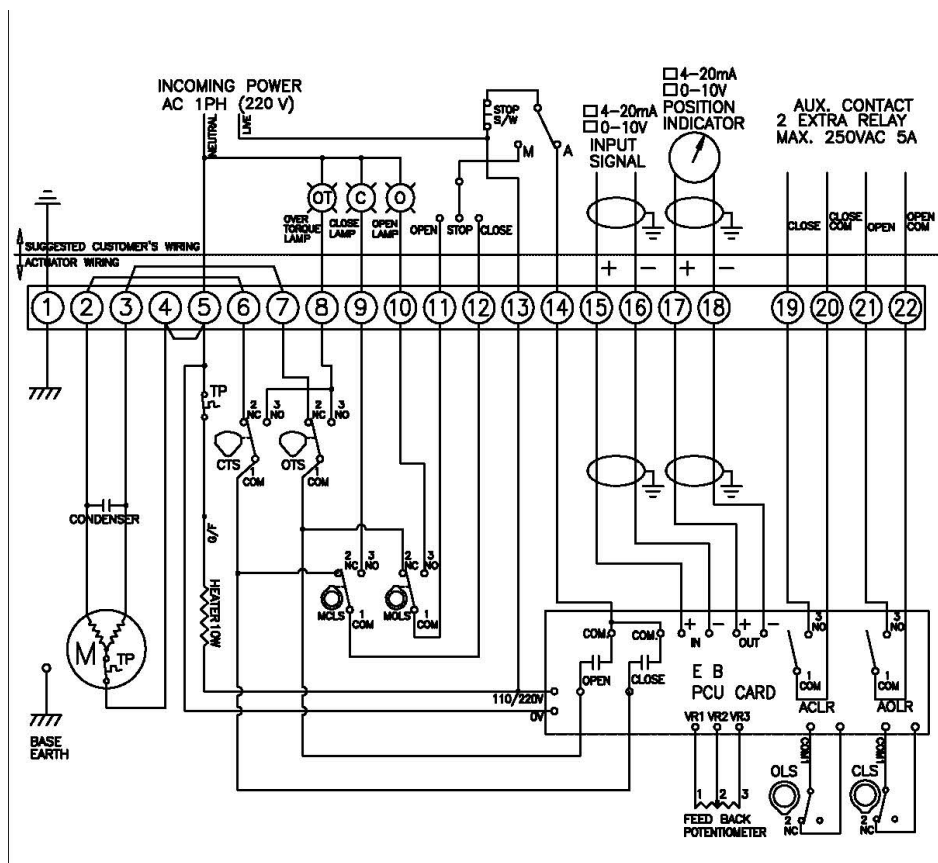 INCOMING POWER
AC 1PH (220 V)
NEUTRAL
LIVE
STOP
S/W
M
A
□4-20mA
□0-10V
INPUT
SIGNAL
□4-20mA
□0-10V
POSITION
INDICATOR
AUX. CONTACT
2 EXTRA RELAY
MAX. 250VAC 5A
OT
C
O
OVER
TORQUE
LAMP
CLOSE
LAMP
OPEN
LAMP
OPEN
STOP
CLOSE
CLOSE
CLOSE
COM
OPEN
OPEN
COM
SUGGESTED CUSTOMER'S WIRING
ACTUATOR WIRING
+ - + -
1 2 3 4 5 6 7 8 9 10 11 12 13 14 15 16 17 18 19 20 21 22
TP
2
NC
3
NO
CTS
1
COM
2
NC
3
NO
OTS
1
COM
CONDENSER
G/F
HEATER10W
2
NC
3
NO
MCLS
1
COM
2
NC
3
NO
MOLS
1
COM
M
TP
BASE
EARTH
110/220V
0V
COM.
OPEN
COM.
CLOSE
+ -
IN
+ -
OUT
E B
PCU CARD
VR1 VR2 VR3
3
NO
1
COM
ACLR
3
NO
1
COM
AOLR
1 2 3
FEED BACK
POTENTIOMETER
COM1
OLS
2
NC
COM1
CLS
2
NC